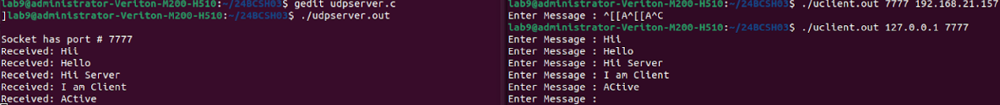 lab9@administrator-Veriton-M200-H510:~/24BCSH03$ gedit udpserver.c
]lab9@administrator-Veriton-M200-H510:~/24BCSH03$ ./udpserver.out
Socket has port # 7777
Received: Hii
Received: Hello
Received: Hii Server
Received: I am Client
Received: ACtive
lab9@administrator-Veriton-M200-H510:~/24BCSH03$ ./uclient.out 7777 192.168.21.157
Enter Message : ^[[A^[[A^C
lab9@administrator-Veriton-M200-H510:~/24BCSH03$ ./uclient.out 127.0.0.1 7777
Enter Message : Hii
Enter Message : Hello
Enter Message : Hii Server
Enter Message : I am Client
Enter Message : ACtive
Enter Message :